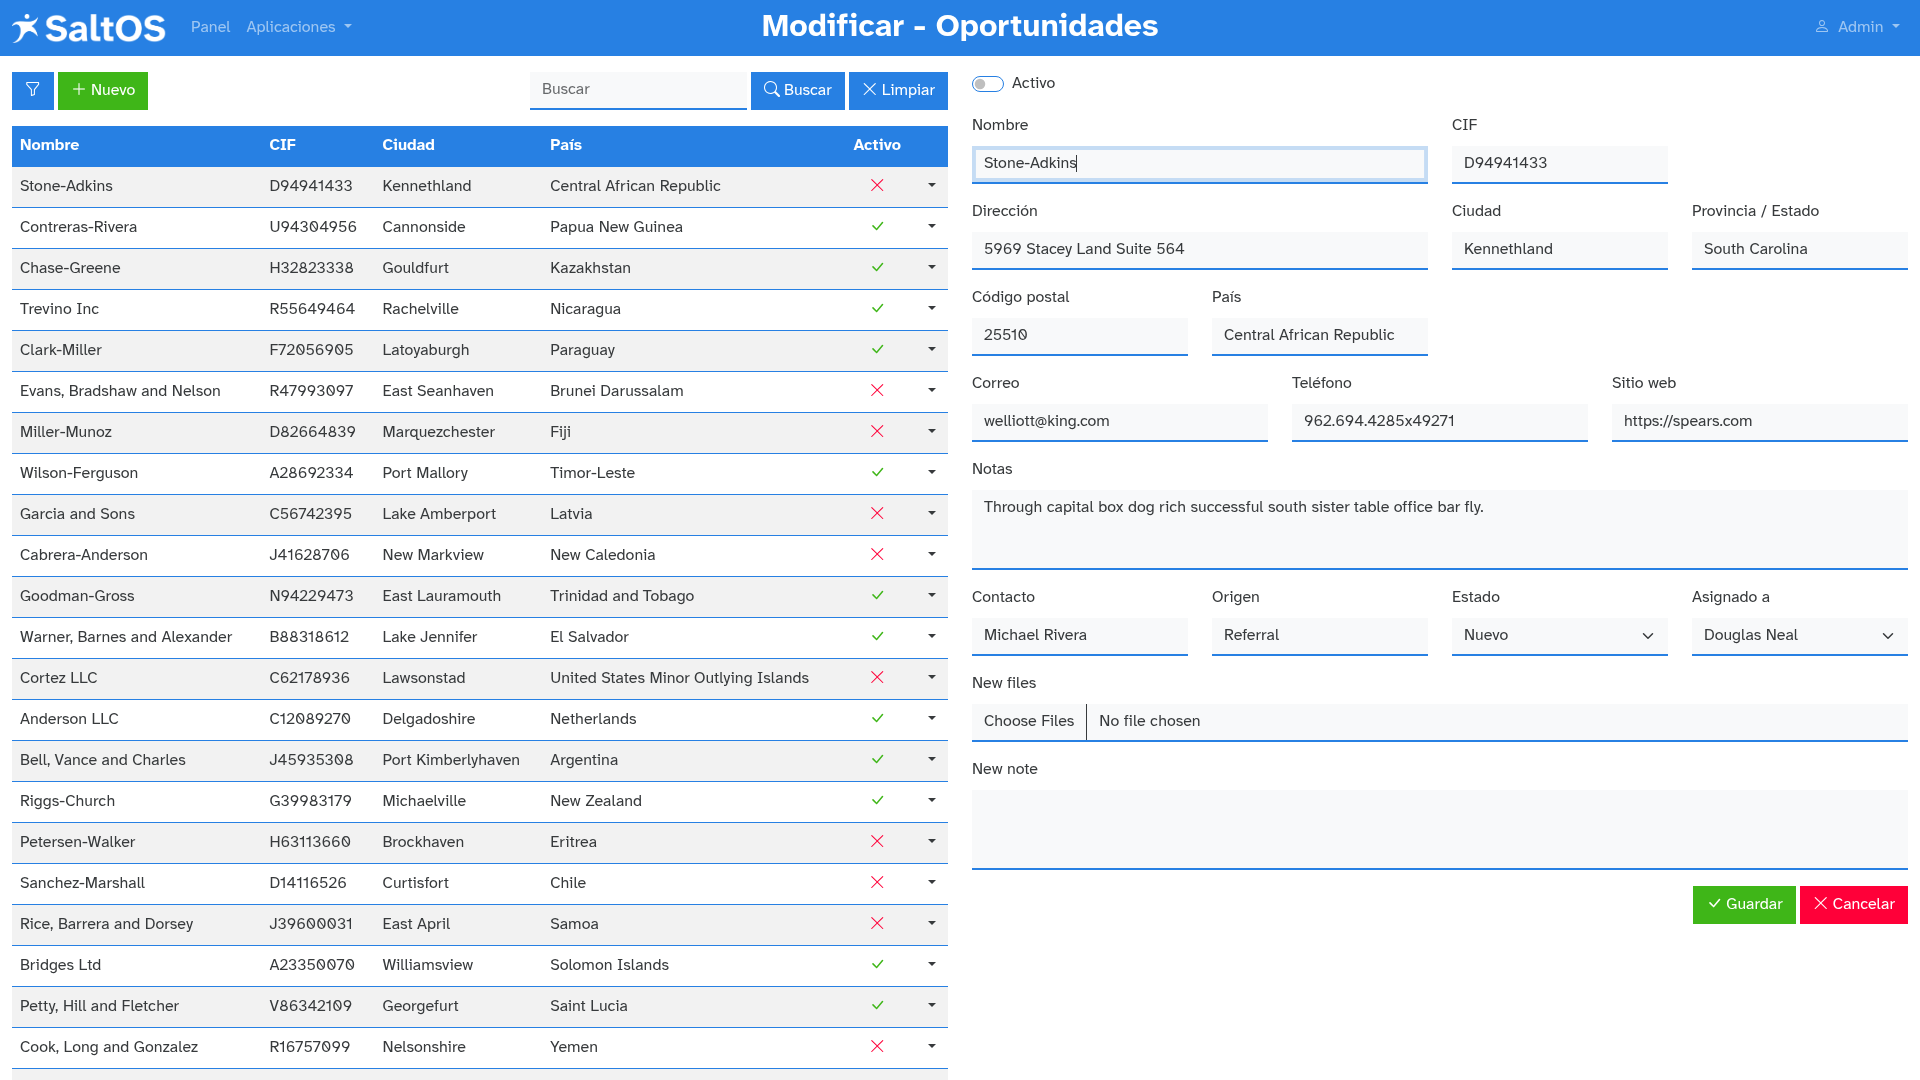 SaltOS Panel Aplicaciones Modificar - Oportunidades Admin
Nuevo Buscar Buscar Limpiar
Nombre CIF Ciudad País Activo
Stone-Adkins D94941433 Kennethland Central African Republic
Contreras-Rivera U94304956 Cannonside Papua New Guinea
Chase-Greene H32823338 Gouldfurt Kazakhstan
Trevino Inc R55649464 Rachelville Nicaragua
Clark-Miller F72056905 Latoyaburgh Paraguay
Evans, Bradshaw and Nelson R47993097 East Seanhaven Brunei Darussalam
Miller-Munoz D82664839 Marquezchester Fiji
Wilson-Ferguson A28692334 Port Mallory Timor-Leste
Garcia and Sons C56742395 Lake Amberport Latvia
Cabrera-Anderson J41628706 New Markview New Caledonia
Goodman-Gross N94229473 East Lauramouth Trinidad and Tobago
Warner, Barnes and Alexander B88318612 Lake Jennifer El Salvador
Cortez LLC C62178936 Lawsonstad United States Minor Outlying Islands
Anderson LLC C12089270 Delgadoshire Netherlands
Bell, Vance and Charles J45935308 Port Kimberlyhaven Argentina
Riggs-Church G39983179 Michaelville New Zealand
Petersen-Walker H63113660 Brockhaven Eritrea
Sanchez-Marshall D14116526 Curtisfort Chile
Rice, Barrera and Dorsey J39600031 East April Samoa
Bridges Ltd A23350070 Williamsview Solomon Islands
Petty, Hill and Fletcher V86342109 Georgefurt Saint Lucia
Cook, Long and Gonzalez R16757099 Nelsonshire Yemen
Activo
Nombre CIF
Stone-Adkins D94941433
Dirección Ciudad Provincia / Estado
5969 Stacey Land Suite 564 Kennethland South Carolina
Código postal País
25510 Central African Republic
Correo Teléfono Sitio web
welliott@king.com 962.694.4285x49271 https://spears.com
Notas
Through capital box dog rich successful south sister table office bar fly.
Contacto Origen Estado Asignado a
Michael Rivera Referral Nuevo Douglas Neal
New files
Choose Files No file chosen
New note
Guardar Cancelar